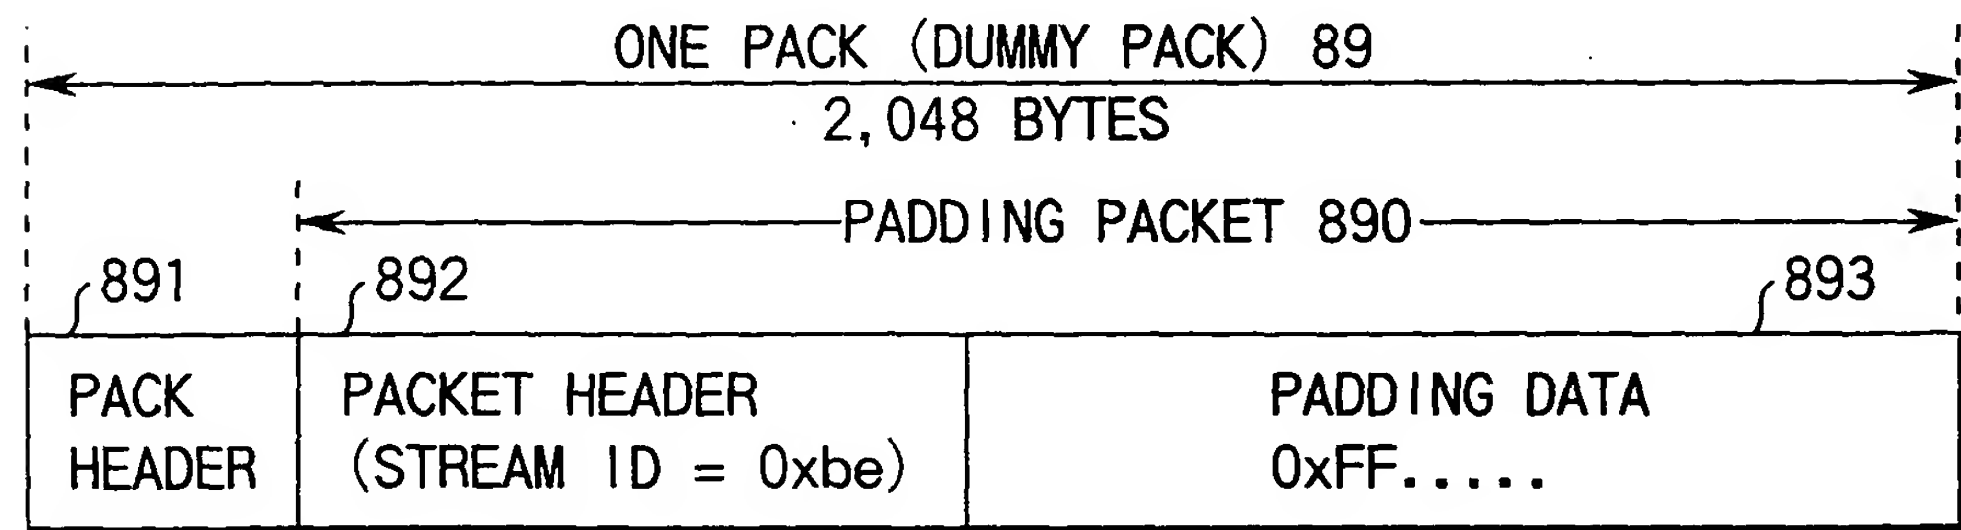 ONE PACK (DUMMY PACK) 89
2,048 BYTES
PADDING PACKET 890
891
892
893
PACK
HEADER
PACKET HEADER
(STREAM ID = 0xbe)
PADDING DATA
0xFF.....